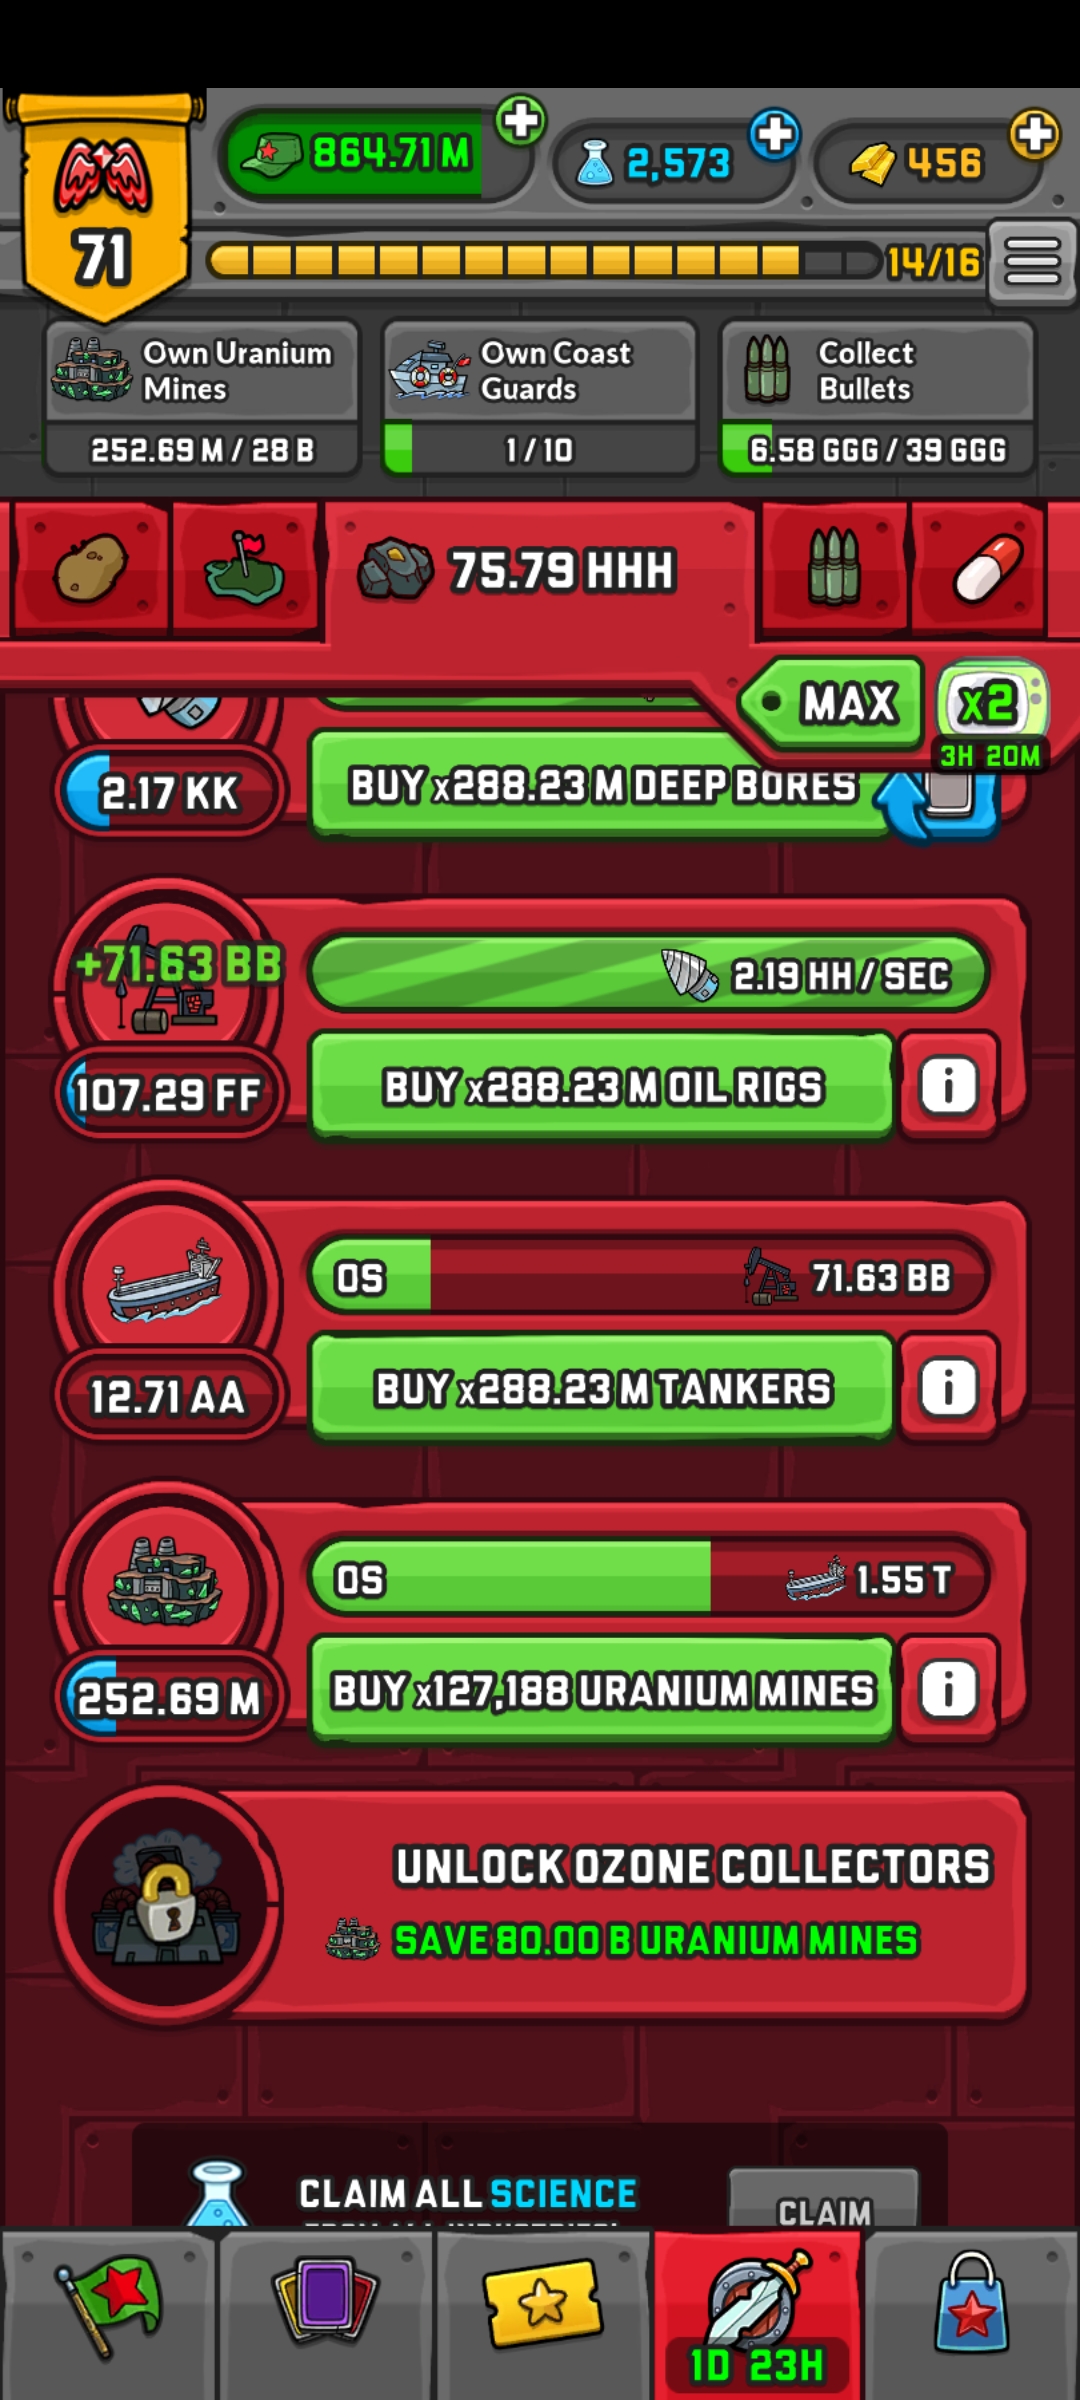 864.71 M
2,573
456
71
14/16
Own Uranium
Mines
252.69 M / 28 B
Own Coast
Guards
1 / 10
Collect
Bullets
6.58 GGG / 39 GGG
75.79 HHH
MAX
x2
3H 20M
2.17 KK
BUY x288.23 M DEEP BORES
+71.63 BB
2.19 HH / SEC
107.29 FF
BUY x288.23 M OIL RIGS
i
0S
71.63 BB
12.71 AA
BUY x288.23 M TANKERS
i
0S
1.55 T
252.69 M
BUY x127,188 URANIUM MINES
i
UNLOCK OZONE COLLECTORS
SAVE 80.00 B URANIUM MINES
CLAIM ALL SCIENCE
CLAIM
1D 23H